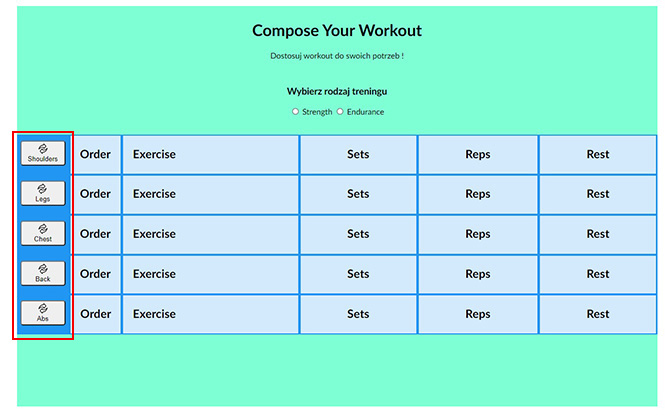 Compose Your Workout
Dostosuj workout do swoich potrzeb !
Wybierz rodzaj treningu
Strength Endurance
Shoulders Order Exercise Sets Reps Rest
Legs Order Exercise Sets Reps Rest
Chest Order Exercise Sets Reps Rest
Back Order Exercise Sets Reps Rest
Abs Order Exercise Sets Reps Rest